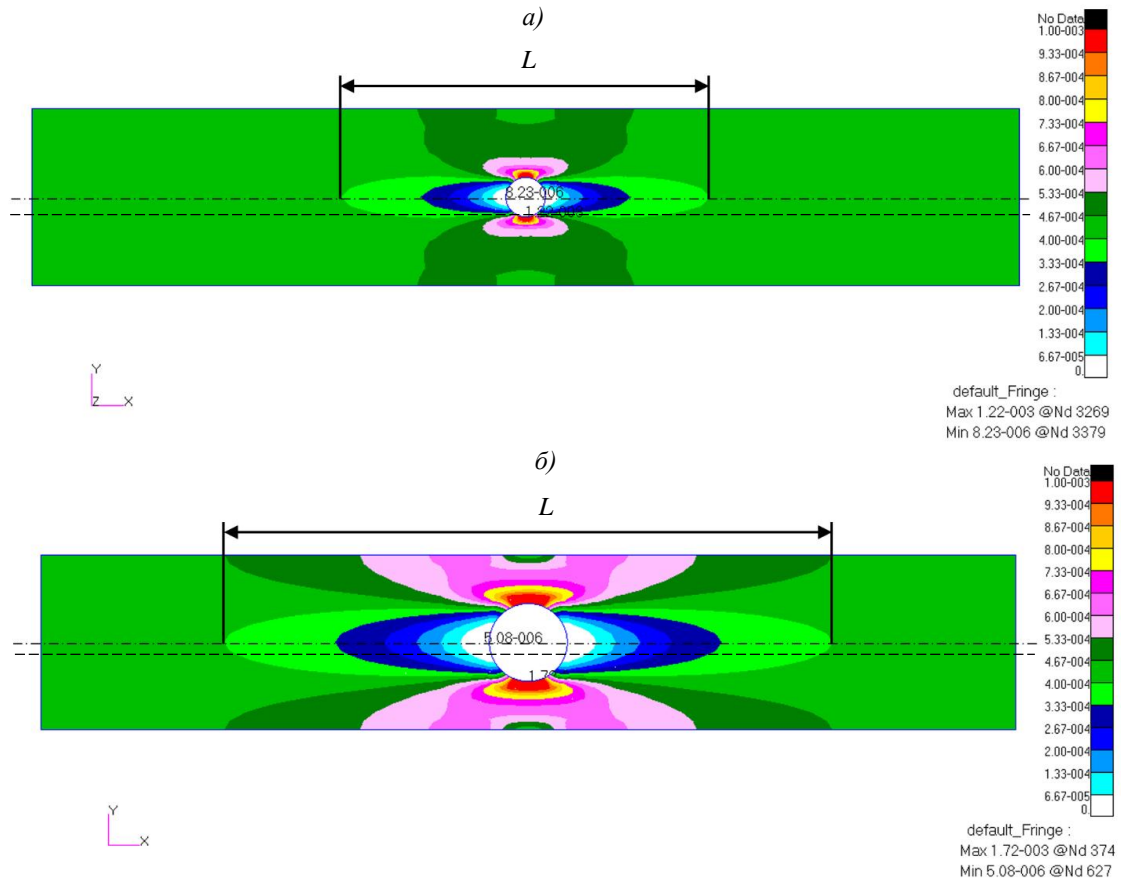 а)
L
8.23-006
No Data
1.00-003
9.33-004
8.67-004
8.00-004
7.33-004
6.67-004
6.00-004
5.33-004
4.67-004
4.00-004
3.33-004
2.67-004
2.00-004
1.33-004
6.67-005
0.
Y
Z X
default_Fringe :
Max 1.22-003 @Nd 3269
Min 8.23-006 @Nd 3379
б)
L
5.08-006
No Data
1.00-003
9.33-004
8.67-004
8.00-004
7.33-004
6.67-004
6.00-004
5.33-004
4.67-004
4.00-004
3.33-004
2.67-004
2.00-004
1.33-004
6.67-005
0.
Y
X
default_Fringe :
Max 1.72-003 @Nd 374
Min 5.08-006 @Nd 627